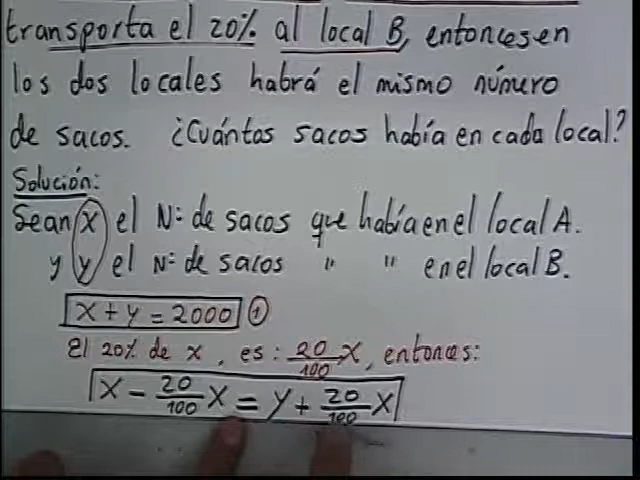 transporta el 20% al local B, entonces en
los dos locales habrá el mismo número
de sacos. ¿Cuántos sacos había en cada local?
Solución:
Sean x el N= de sacos que había en el local A.
y y el N= de sacos " " en el local B.
x + y = 2000 ①
El 20% de x, es: 20/100 x, entonces:
x - 20/100 x = y + 20/100 x